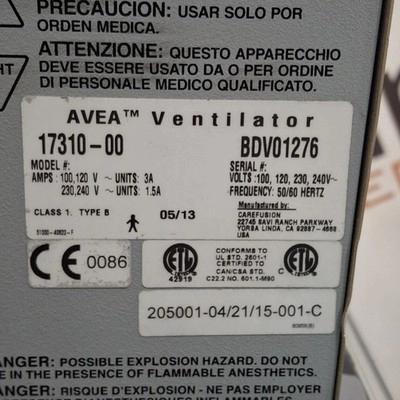 PRECAUCION: USAR SOLO POR
ORDEN MEDICA.
ATTENZIONE: QUESTO APPARECCHIO
DEVE ESSERE USATO DA O PER ORDINE
DI PERSONALE MEDICO QUALIFICATO.
HT
AVEA™ Ventilator
17310-00 BDV01276
MODEL #: SERIAL #:
AMPS: 100,120 V ~ UNITS: 3A VOLTS: 100, 120, 230, 240V~
230,240 V ~ UNITS: 1.5A FREQUENCY: 50/60 HERTZ
CLASS 1. TYPE B 05/13
MANUFACTURED BY:
CAREFUSION
22745 SAVI RANCH PARKWAY
YORBA LINDA, CA 92887-4668
USA
CE 0086
ETL
42919
CONFORMS TO
UL STD. 2601-1
CERTIFIED TO
CAN/CSA STD.
C22.2 NO. 601.1-M90
C ETL
205001-04/21/15-001-C
ANGER: POSSIBLE EXPLOSION HAZARD. DO NOT
E IN THE PRESENCE OF FLAMMABLE ANESTHETICS.
DANGER: RISQUE D'EXPLOSION - NE PAS EMPLOYER